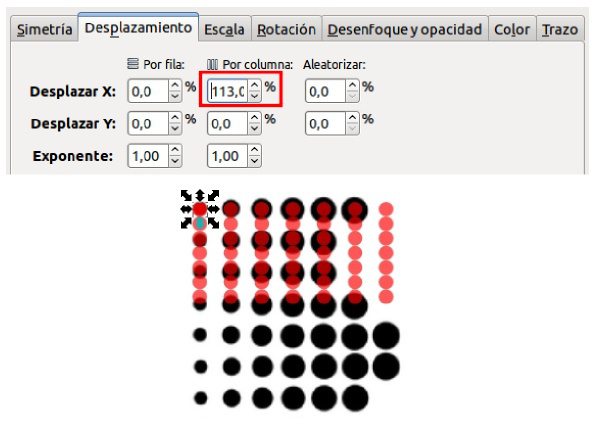 Simetría Desplazamiento Escala Rotación Desenfoque y opacidad Color Trazo
Por fila: Por columna: Aleatorizar:
Desplazar X: 0,0 % 113,0 % 0,0 %
Desplazar Y: 0,0 % 0,0 % 0,0 %
Exponente: 1,00 1,00